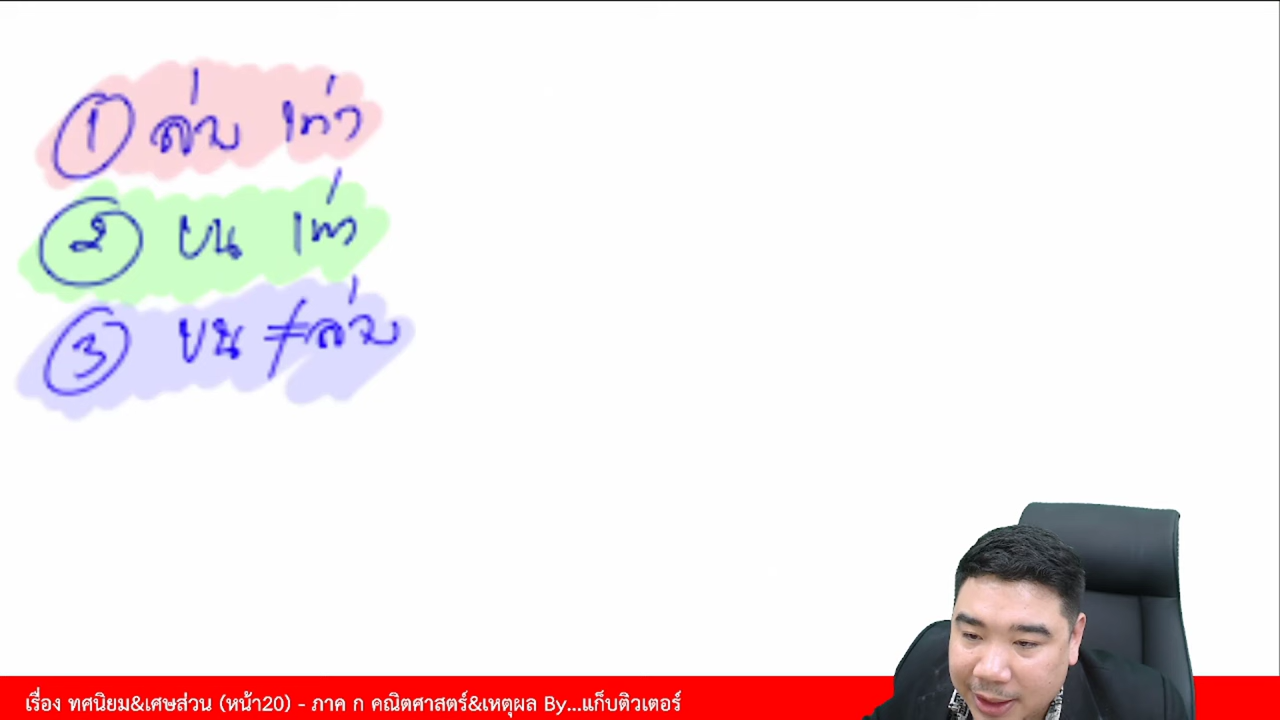 ① ล่าง เท่า
② บน เท่า
③ บน ≠ ล่าง
เรื่อง ทศนิยม&เศษส่วน (หน้า20) - ภาค ก คณิตศาสตร์&เหตุผล By...แก็บติวเตอร์